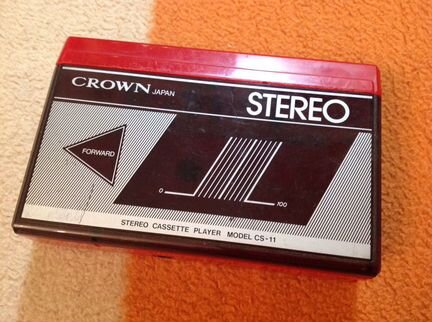 CROWN JAPAN
STEREO
FORWARD
0 100
STEREO CASSETTE PLAYER MODEL CS-11